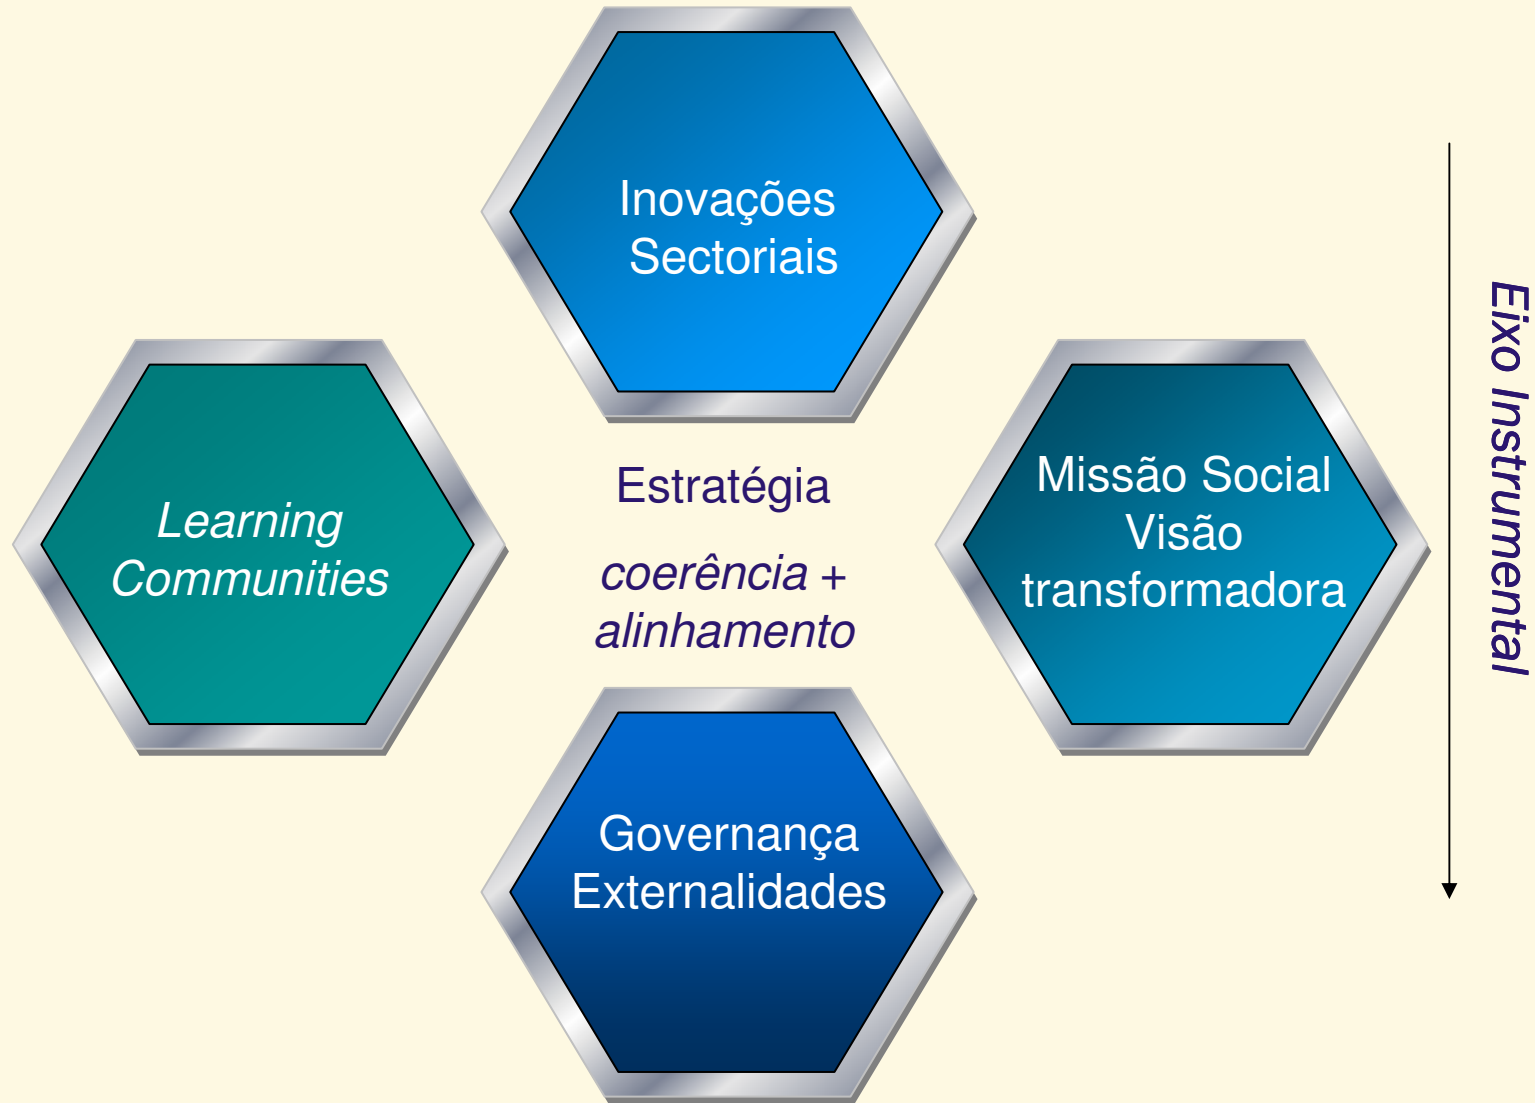 Inovações
Sectoriais
Learning
Communities
Estratégia
coerência +
alinhamento
Missão Social
Visão
transformadora
Governança
Externalidades
Eixo Instrumental